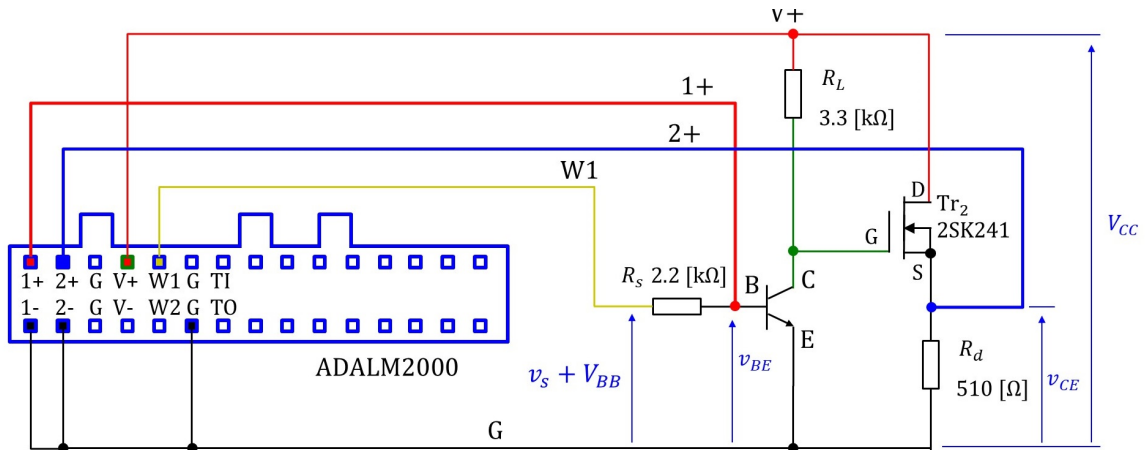 V+
R_L
3.3 [kΩ]
1+
2+
W1
D
Tr₂
2SK241
G
S
V_CC
1+ 2+ G V+ W1 G TI
1- 2- G V- W2 G TO
R_s 2.2 [kΩ]
B
C
E
ADALM2000
v_s + V_BB
v_BE
R_d
510 [Ω]
v_CE
G